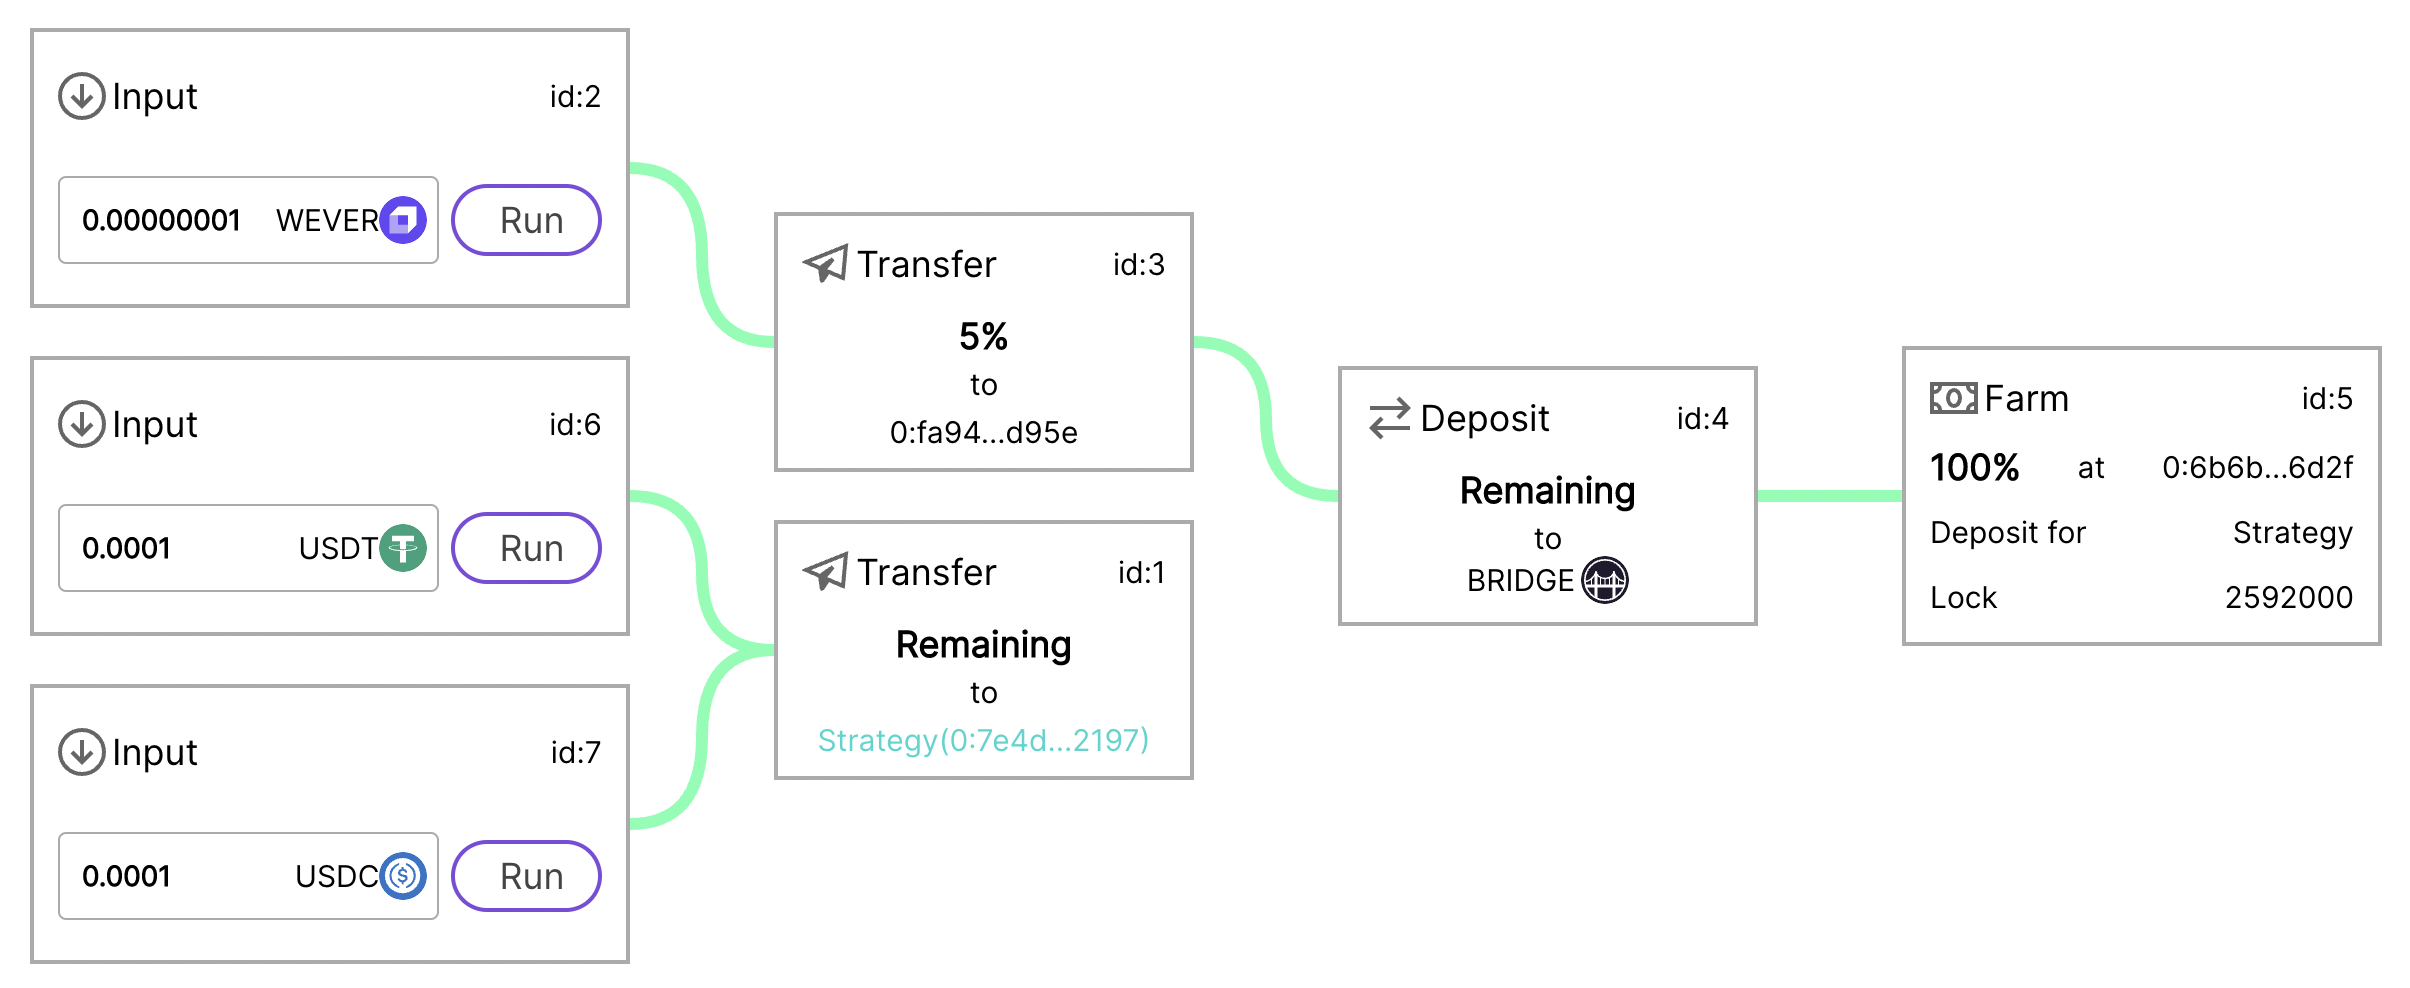 Input id:2
0.00000001 WEVER Run
Input id:6
0.0001 USDT Run
Input id:7
0.0001 USDC Run
Transfer id:3
5%
to
0:fa94...d95e
Transfer id:1
Remaining
to
Strategy(0:7e4d...2197)
Deposit id:4
Remaining
to
BRIDGE
Farm id:5
100% at 0:6b6b...6d2f
Deposit for Strategy
Lock 2592000